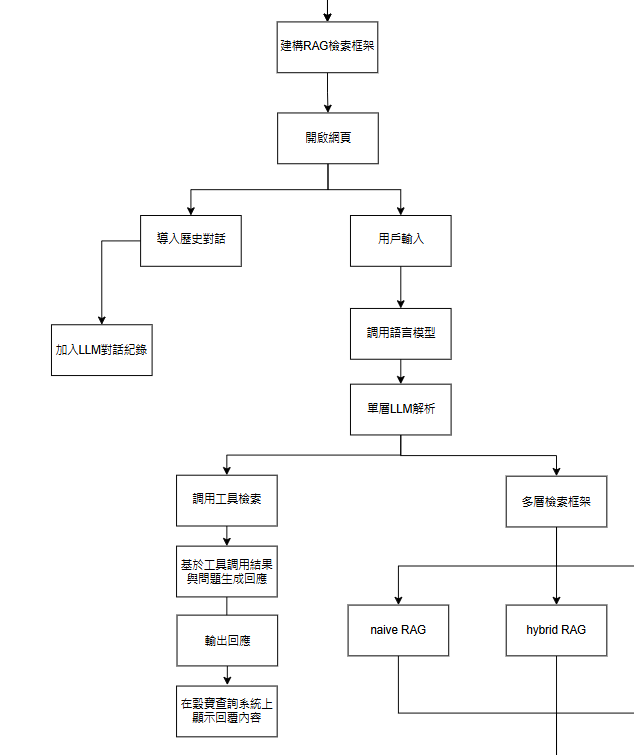 建構RAG檢索框架
開啟網頁
導入歷史對話
用戶輸入
加入LLM對話紀錄
調用語言模型
單層LLM解析
調用工具檢索
多層檢索框架
基於工具調用結果
與問題生成回應
naive RAG
hybrid RAG
輸出回應
在穀寶查詢系統上
顯示回覆內容